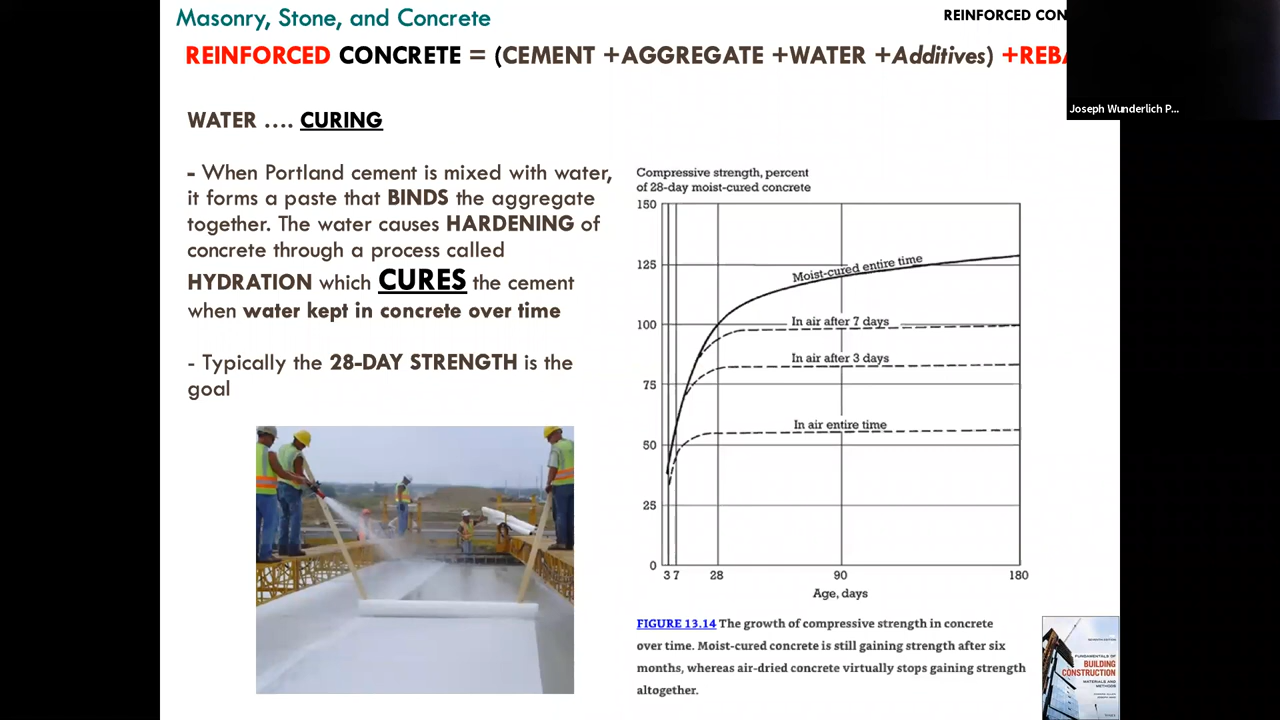 Masonry, Stone, and Concrete
REINFORCED CON
REINFORCED CONCRETE = (CEMENT +AGGREGATE +WATER +Additives) +REBA
Joseph Wunderlich P...
WATER .... CURING
- When Portland cement is mixed with water,
it forms a paste that BINDS the aggregate
together. The water causes HARDENING of
concrete through a process called
HYDRATION which CURES the cement
when water kept in concrete over time
- Typically the 28-DAY STRENGTH is the
goal
Compressive strength, percent
of 28-day moist-cured concrete
150
125
100
75
50
25
0
Moist-cured entire time
In air after 7 days
In air after 3 days
In air entire time
3 7 28 90 180
Age, days
FIGURE 13.14 The growth of compressive strength in concrete
over time. Moist-cured concrete is still gaining strength after six
months, whereas air-dried concrete virtually stops gaining strength
altogether.
FUNDAMENTALS OF
BUILDING
CONSTRUCTION
MATERIALS AND
METHODS